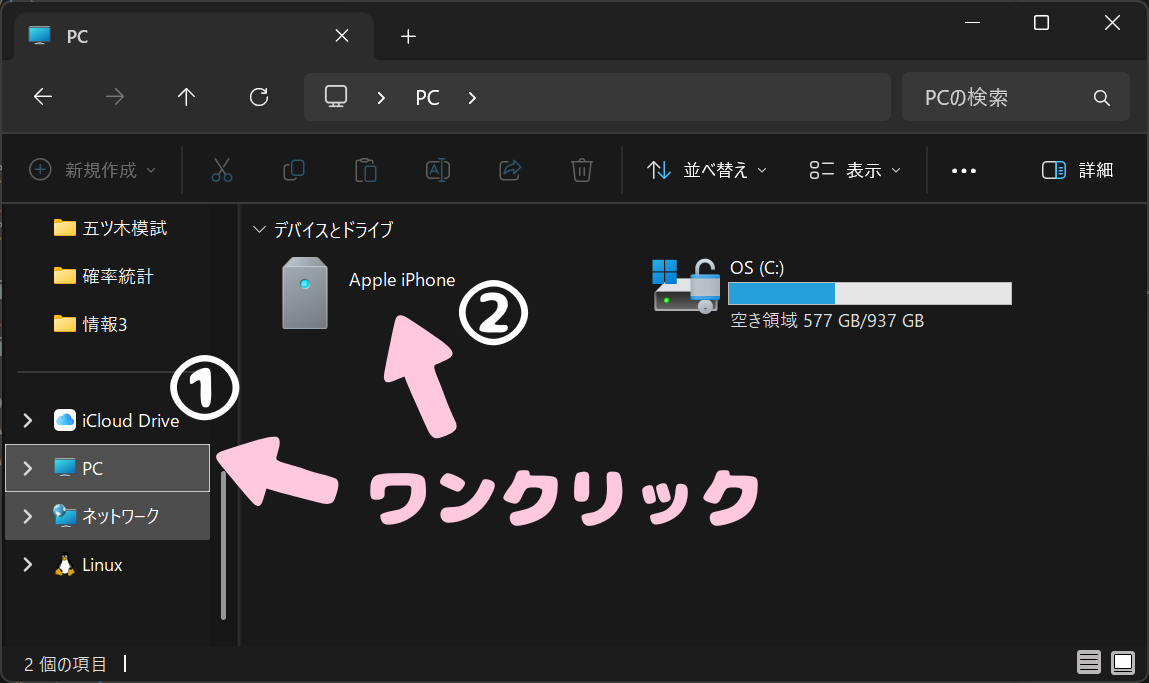 PC
PC
PCの検索
新規作成
並べ替え
表示
詳細
五ツ木模試
確率統計
情報3
iCloud Drive
PC
ネットワーク
Linux
デバイスとドライブ
Apple iPhone
OS (C:)
空き領域 577 GB/937 GB
①
②
ワンクリック
2 個の項目